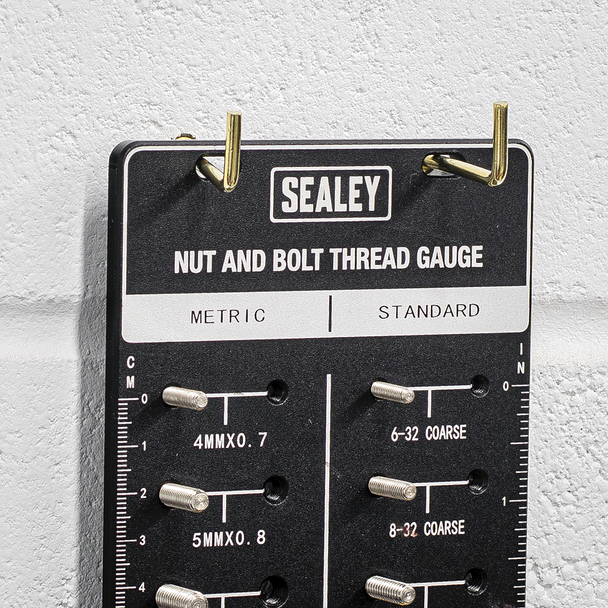 SEALEY
NUT AND BOLT THREAD GAUGE
METRIC STANDARD
CM IN
0 0
4MMX0.7 6-32 COARSE
1
2 1
5MMX0.8 8-32 COARSE
3
4